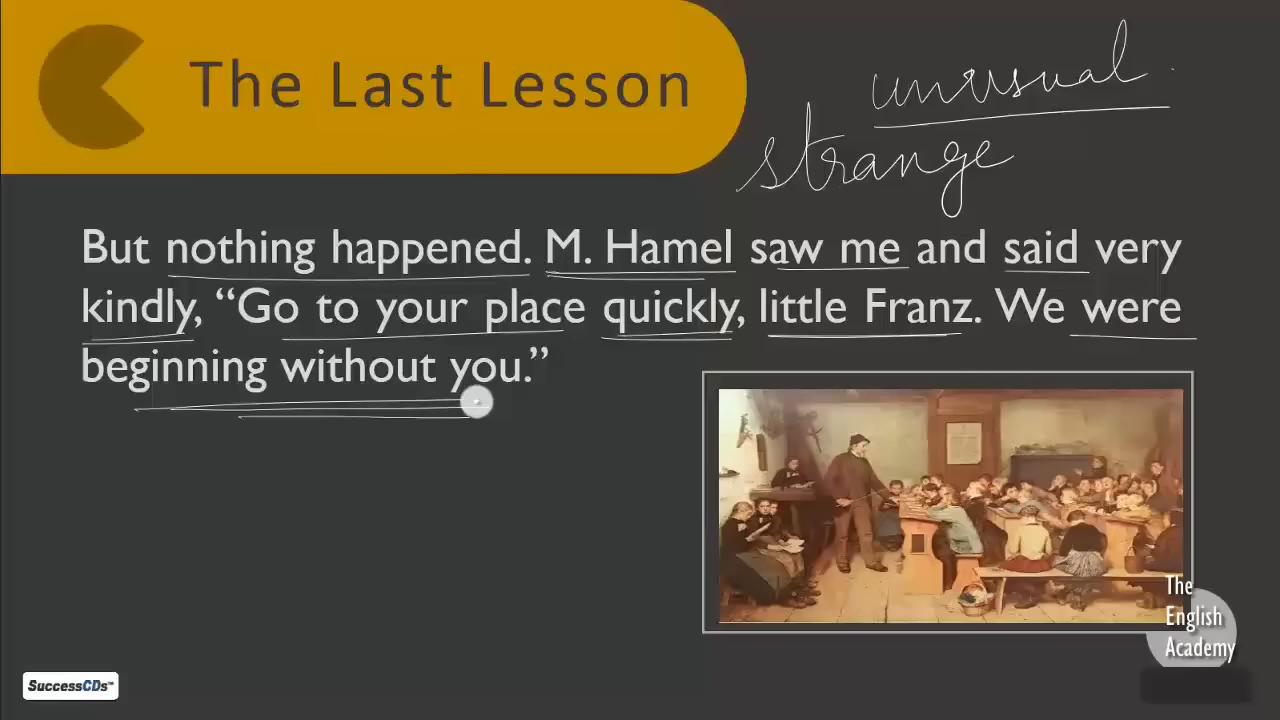 The Last Lesson
unusual
strange
But nothing happened. M. Hamel saw me and said very
kindly, “Go to your place quickly, little Franz. We were
beginning without you.”
The
English
Academy
SuccessCDs™